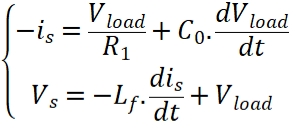 −i_s = V_load/R_1 + C_0. dV_load/dt
V_s = −L_f. di_s/dt + V_load